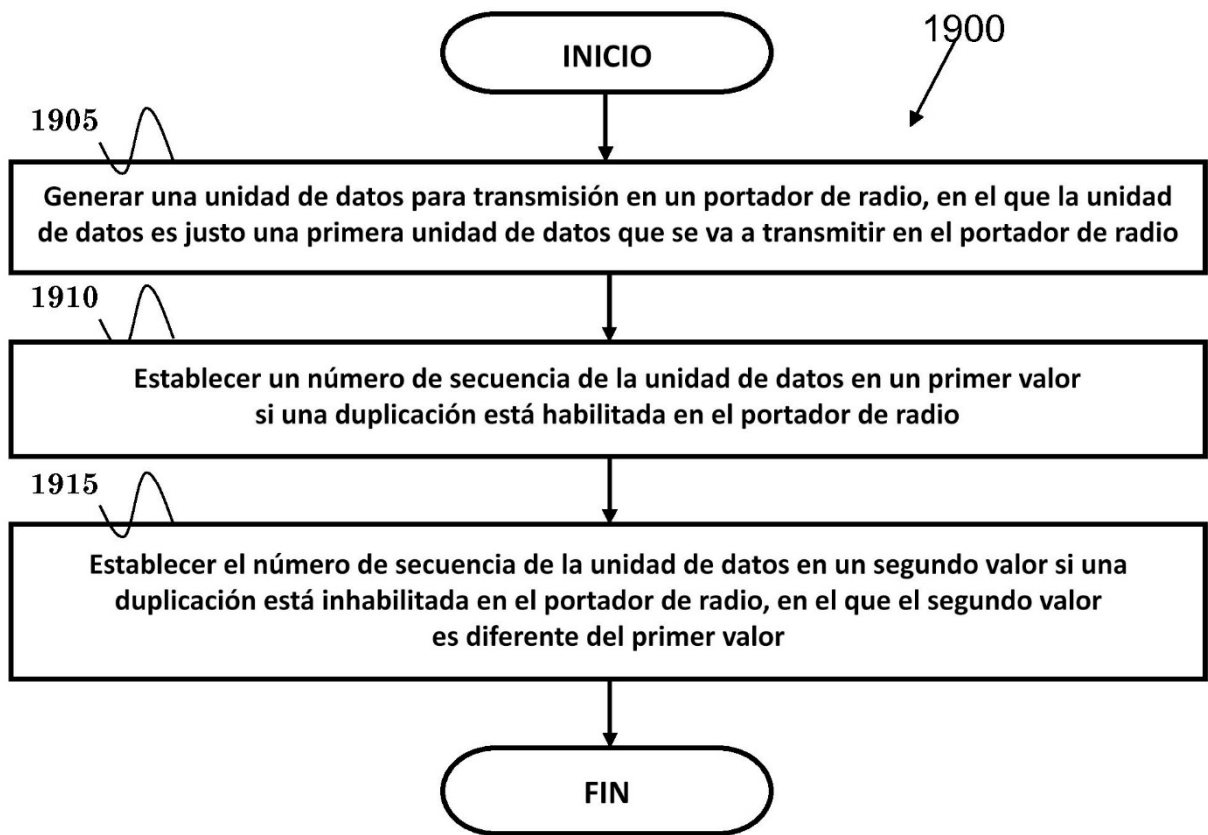 INICIO
1900
1905
Generar una unidad de datos para transmisión en un portador de radio, en el que la unidad
de datos es justo una primera unidad de datos que se va a transmitir en el portador de radio
1910
Establecer un número de secuencia de la unidad de datos en un primer valor
si una duplicación está habilitada en el portador de radio
1915
Establecer el número de secuencia de la unidad de datos en un segundo valor si una
duplicación está inhabilitada en el portador de radio, en el que el segundo valor
es diferente del primer valor
FIN